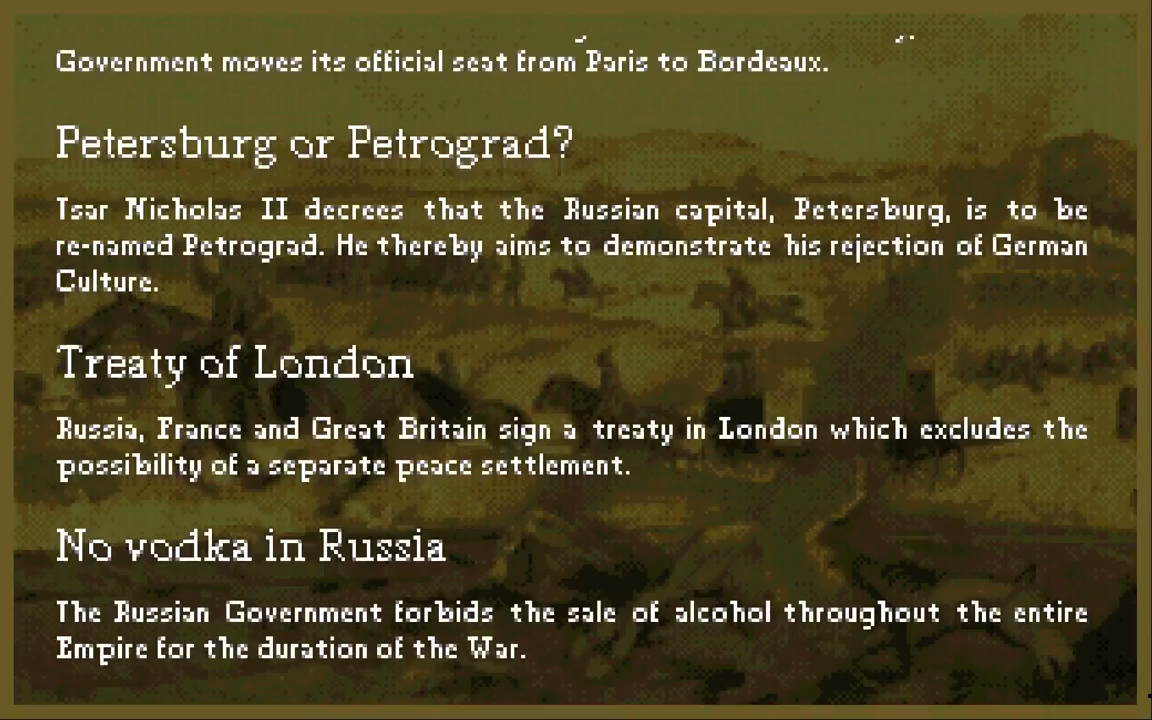 Government moves its official seat from Paris to Bordeaux.
Petersburg or Petrograd?
Tsar Nicholas II decrees that the Russian capital, Petersburg, is to be
re-named Petrograd. He thereby aims to demonstrate his rejection of German
Culture.
Treaty of London
Russia, France and Great Britain sign a treaty in London which excludes the
possibility of a separate peace settlement.
No vodka in Russia
The Russian Government forbids the sale of alcohol throughout the entire
Empire for the duration of the War.